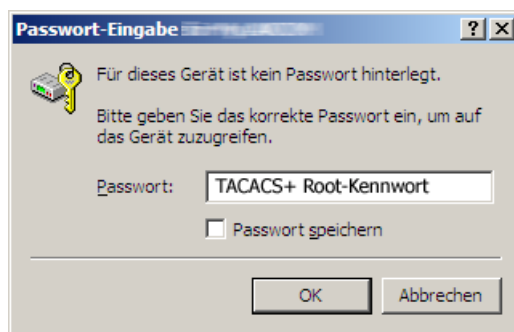 Passwort-Eingabe
Für dieses Gerät ist kein Passwort hinterlegt.
Bitte geben Sie das korrekte Passwort ein, um auf
das Gerät zuzugreifen.
Passwort: TACACS+ Root-Kennwort
Passwort speichern
OK Abbrechen